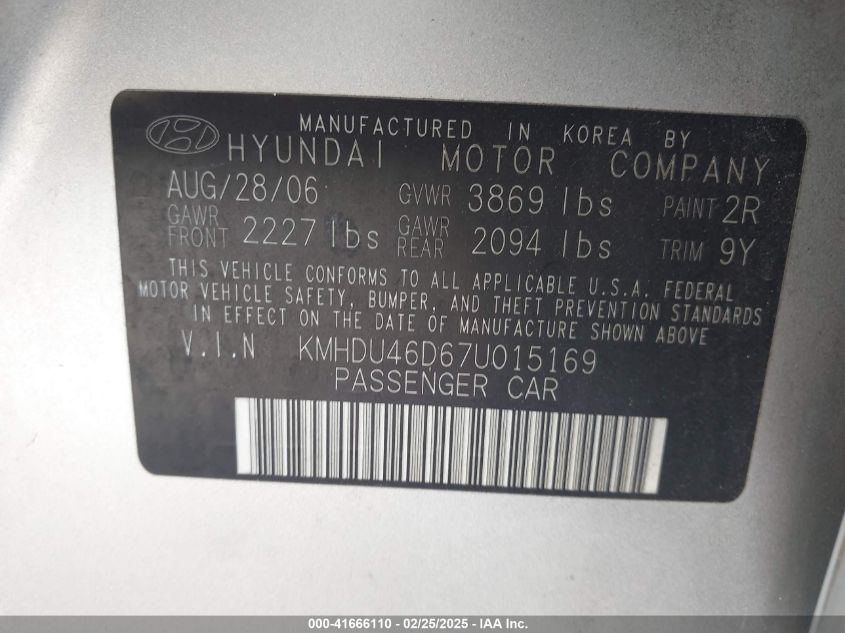 MANUFACTURED IN KOREA BY
HYUNDAI MOTOR COMPANY
AUG/28/06 GVWR 3869 lbs PAINT 2R
GAWR FRONT 2227 lbs GAWR REAR 2094 lbs TRIM 9Y
THIS VEHICLE CONFORMS TO ALL APPLICABLE U.S.A. FEDERAL
MOTOR VEHICLE SAFETY, BUMPER, AND THEFT PREVENTION STANDARDS
IN EFFECT ON THE DATE OF MANUFACTURE SHOWN ABOVE
V.I.N KMHDU46D67U015169
PASSENGER CAR
000-41666110 - 02/25/2025 - IAA Inc.